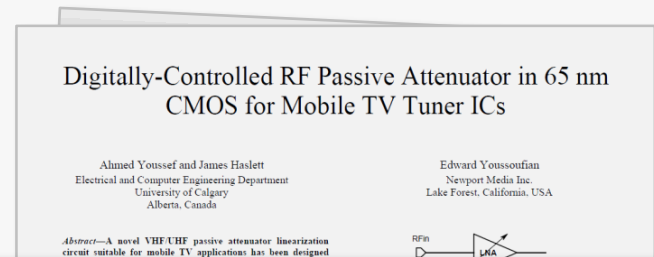 Digitally-Controlled RF Passive Attenuator in 65 nm
CMOS for Mobile TV Tuner ICs
Ahmed Youssef and James Haslett
Electrical and Computer Engineering Department
University of Calgary
Alberta, Canada
Edward Youssoufian
Newport Media Inc.
Lake Forest, California, USA
Abstract—A novel VHF/UHF passive attenuator linearization
circuit suitable for mobile TV applications has been designed
RFin
LNA